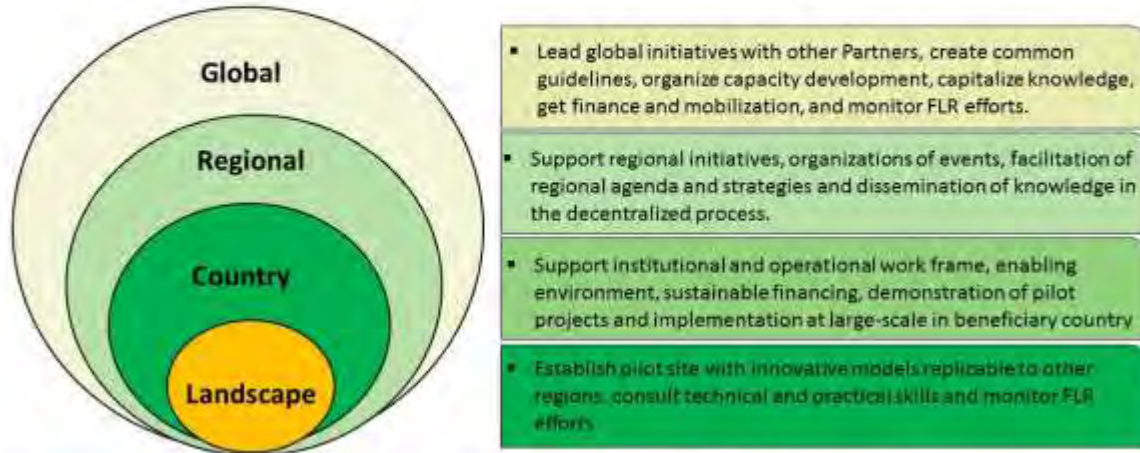 Global
Regional
Country
Landscape
▪ Lead global initiatives with other Partners, create common
guidelines, organize capacity development, capitalize knowledge,
get finance and mobilization, and monitor FLR efforts.
▪ Support regional initiatives, organizations of events, facilitation of
regional agenda and strategies and dissemination of knowledge in
the decentralized process.
▪ Support institutional and operational work frame, enabling
environment, sustainable financing, demonstration of pilot
projects and implementation at large-scale in beneficiary country
▪ Establish pilot site with innovative models replicable to other
regions, consult technical and practical skills and monitor FLR
efforts